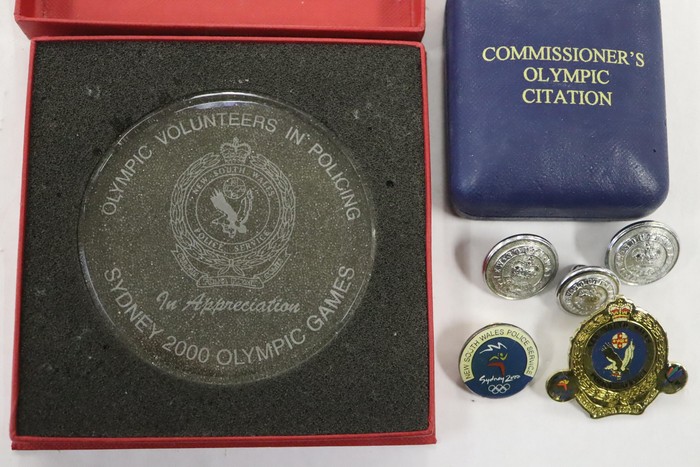 OLYMPIC VOLUNTEERS IN POLICING
NEW SOUTH WALES
POLICE SERVICE
In Appreciation
SYDNEY 2000 OLYMPIC GAMES
COMMISSIONER'S
OLYMPIC
CITATION
NEW SOUTH WALES POLICE SERVICE
Sydney 2000